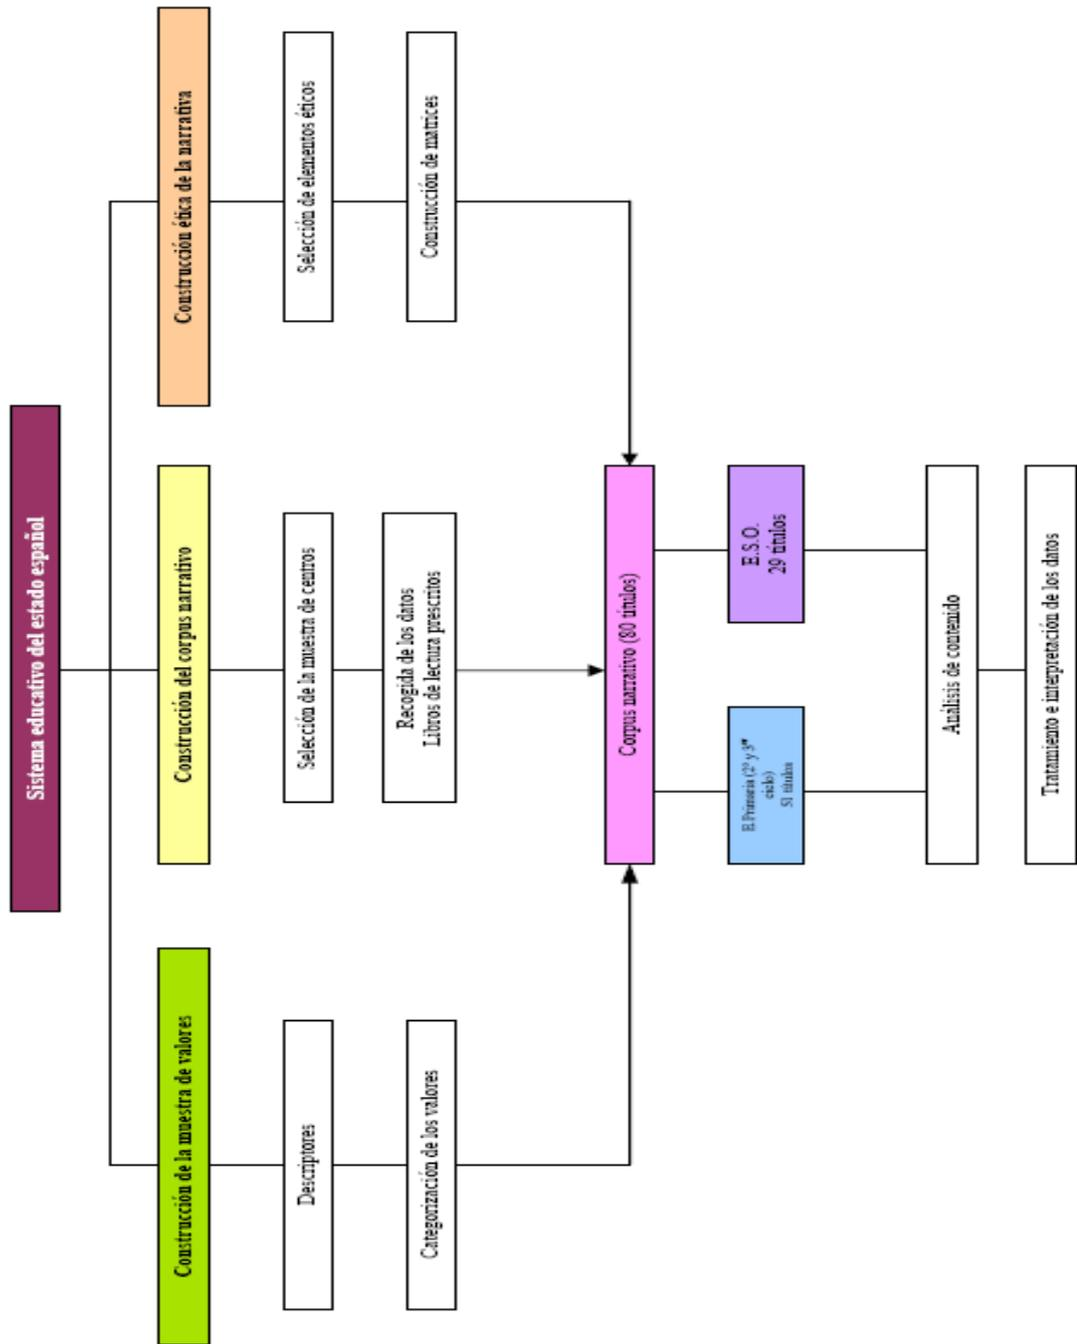 Sistema educativo del estado español
Construcción de la muestra de valores
Construcción del corpus narrativo
Construcción ética de la narrativa
Descriptores
Selección de la muestra de centros
Selección de elementos éticos
Categorización de los valores
Recogida de los datos
Libros de lectura prescritos
Construcción de matrices
Corpus narrativo (80 títulos)
E.Primaria (2º y 3er
ciclo)
51 títulos
E.S.O.
29 títulos
Análisis de contenido
Tratamiento e interpretación de los datos